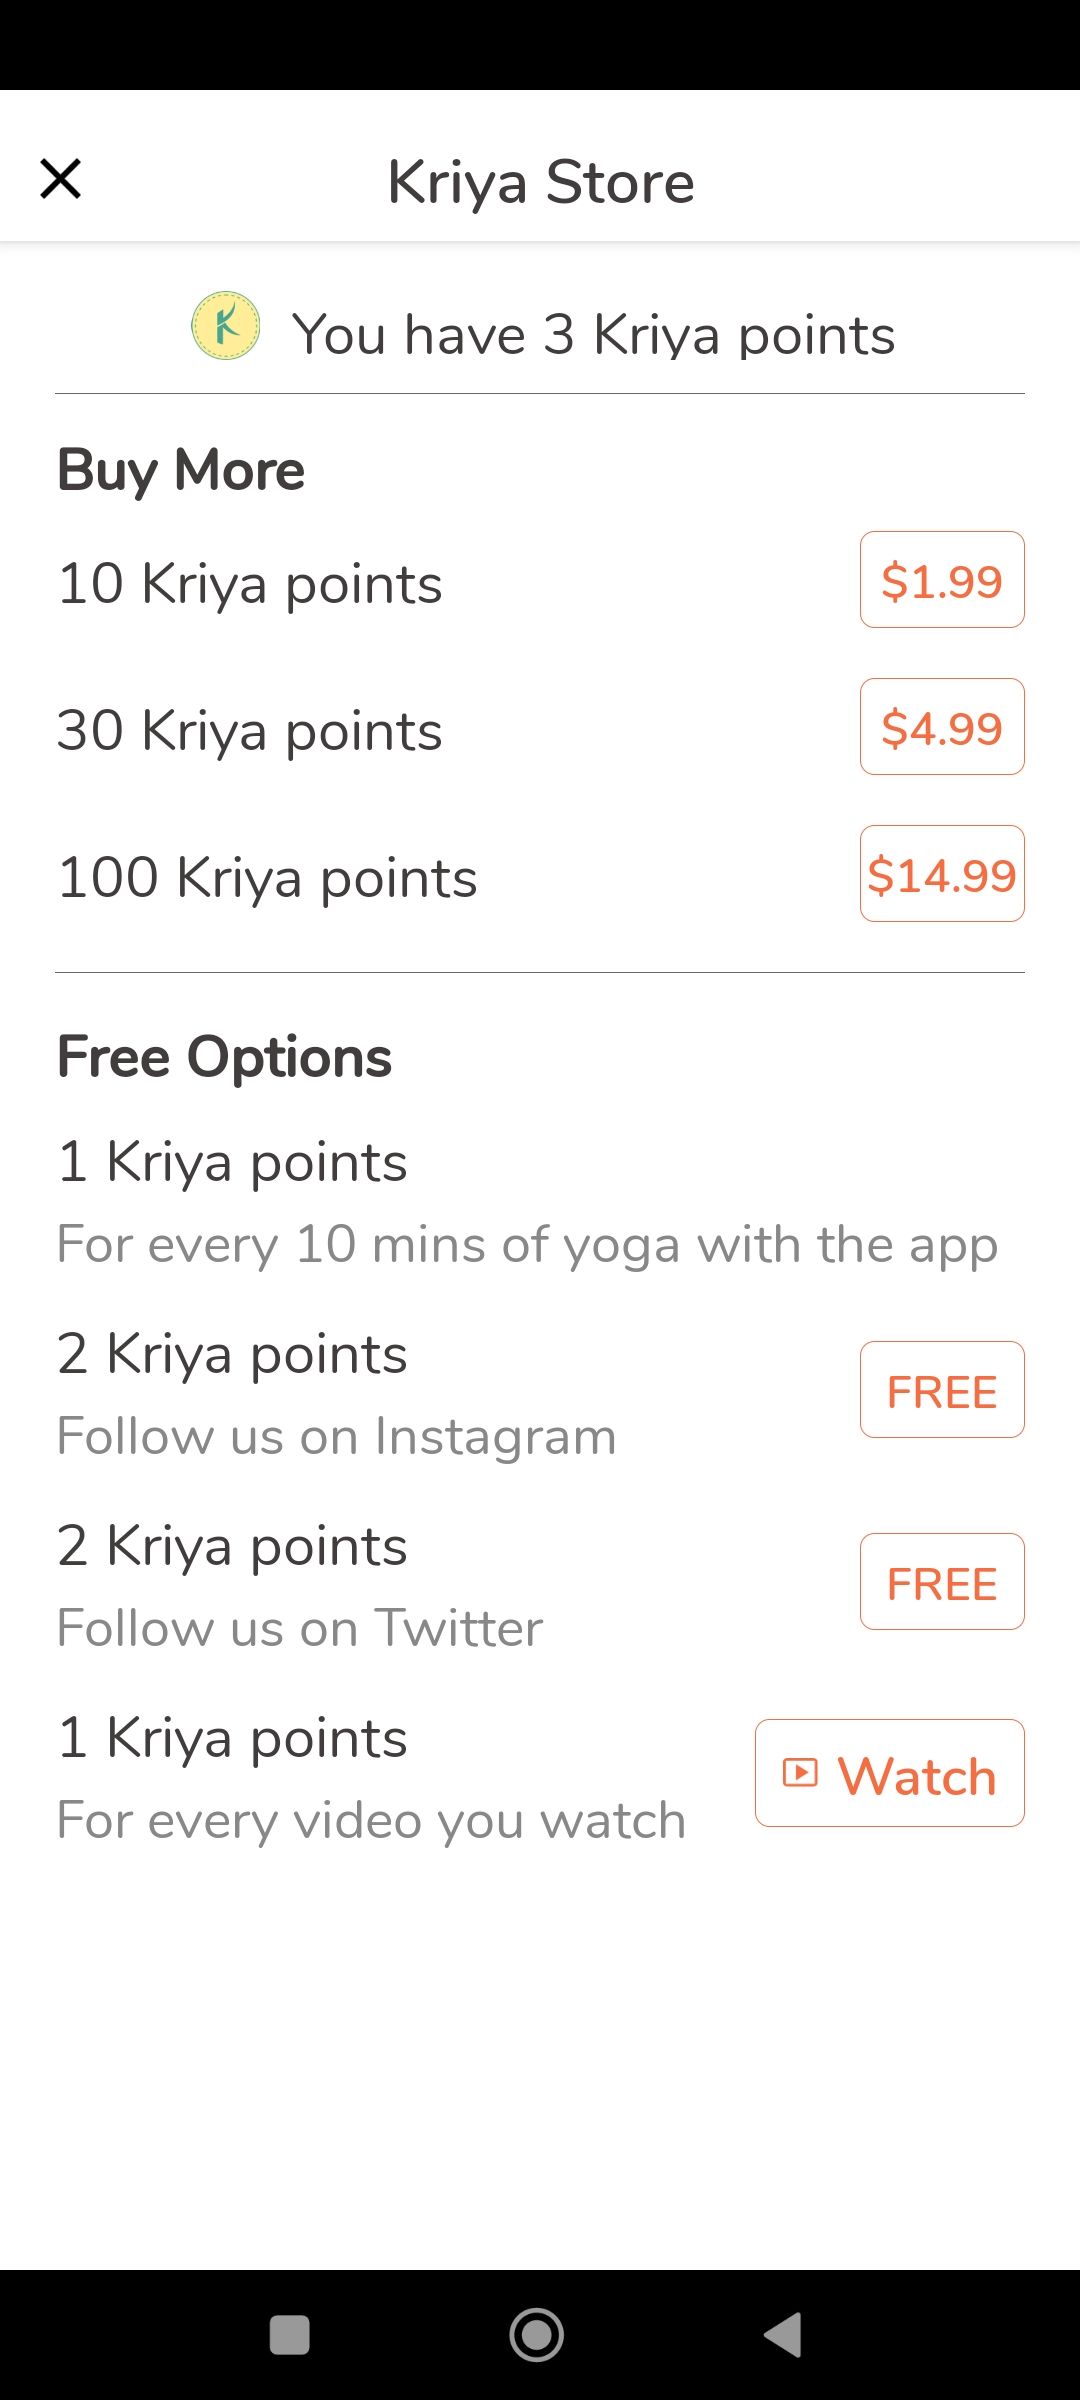 Kriya Store
You have 3 Kriya points
Buy More
10 Kriya points $1.99
30 Kriya points $4.99
100 Kriya points $14.99
Free Options
1 Kriya points
For every 10 mins of yoga with the app
2 Kriya points
Follow us on Instagram
FREE
2 Kriya points
Follow us on Twitter
FREE
1 Kriya points
For every video you watch
Watch